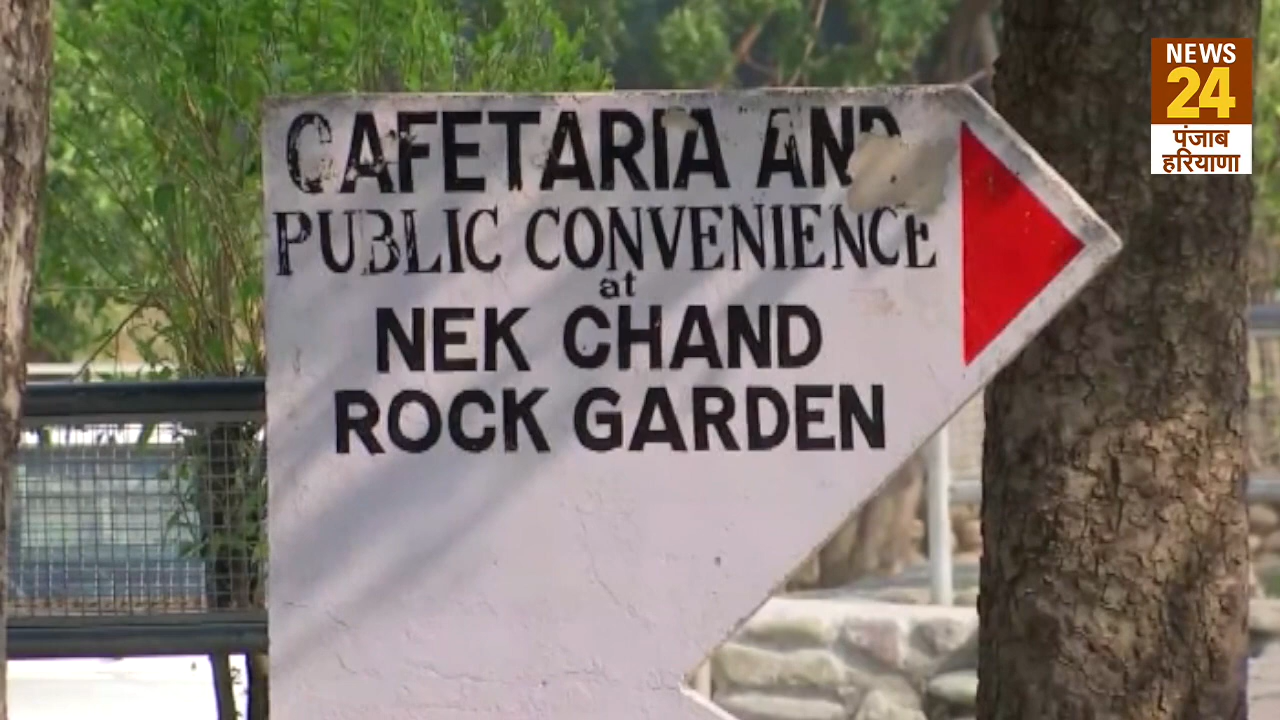 CAFETARIA AND
PUBLIC CONVENIENCE
at
NEK CHAND
ROCK GARDEN
NEWS
24
पंजाब
हरियाणा